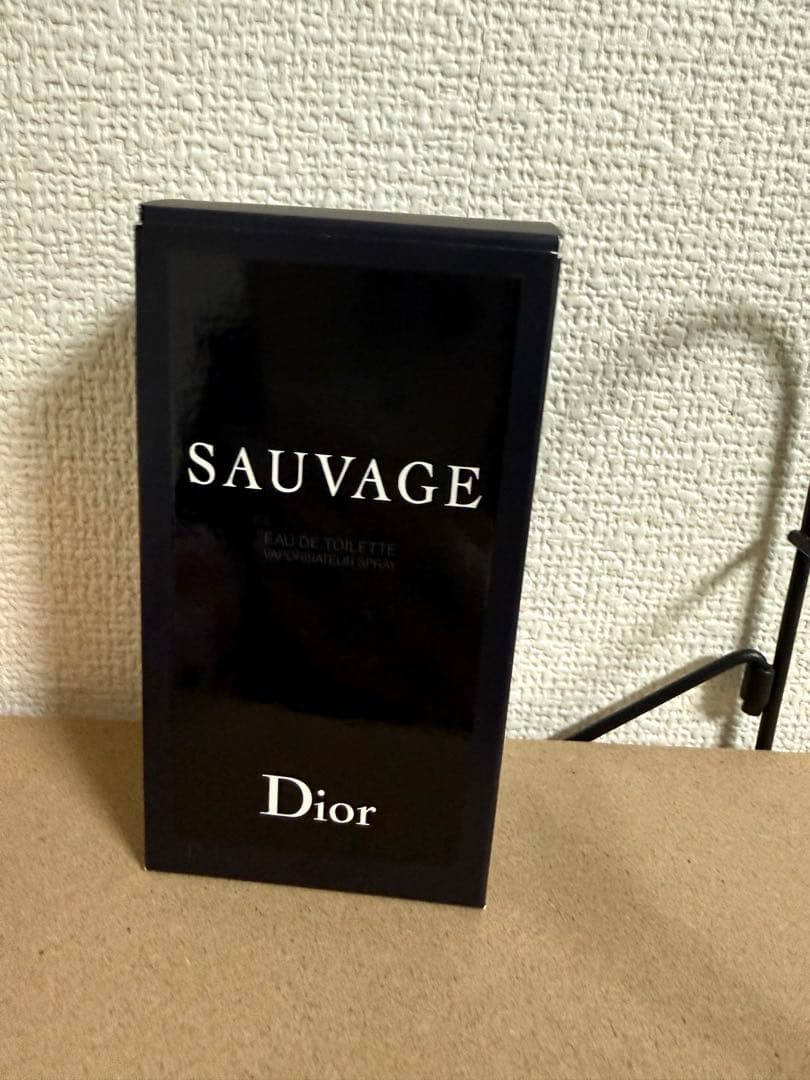 SAUVAGE
EAU DE TOILETTE
VAPORISATEUR SPRAY
Dior